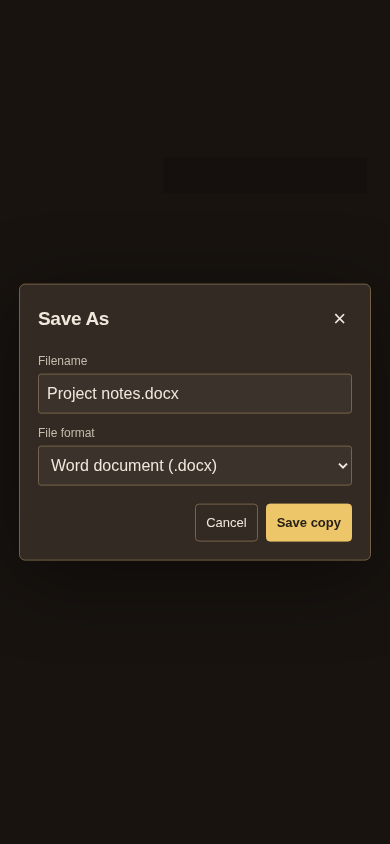 Save As ×
Filename
Project notes.docx
File format
Word document (.docx)
Cancel Save copy